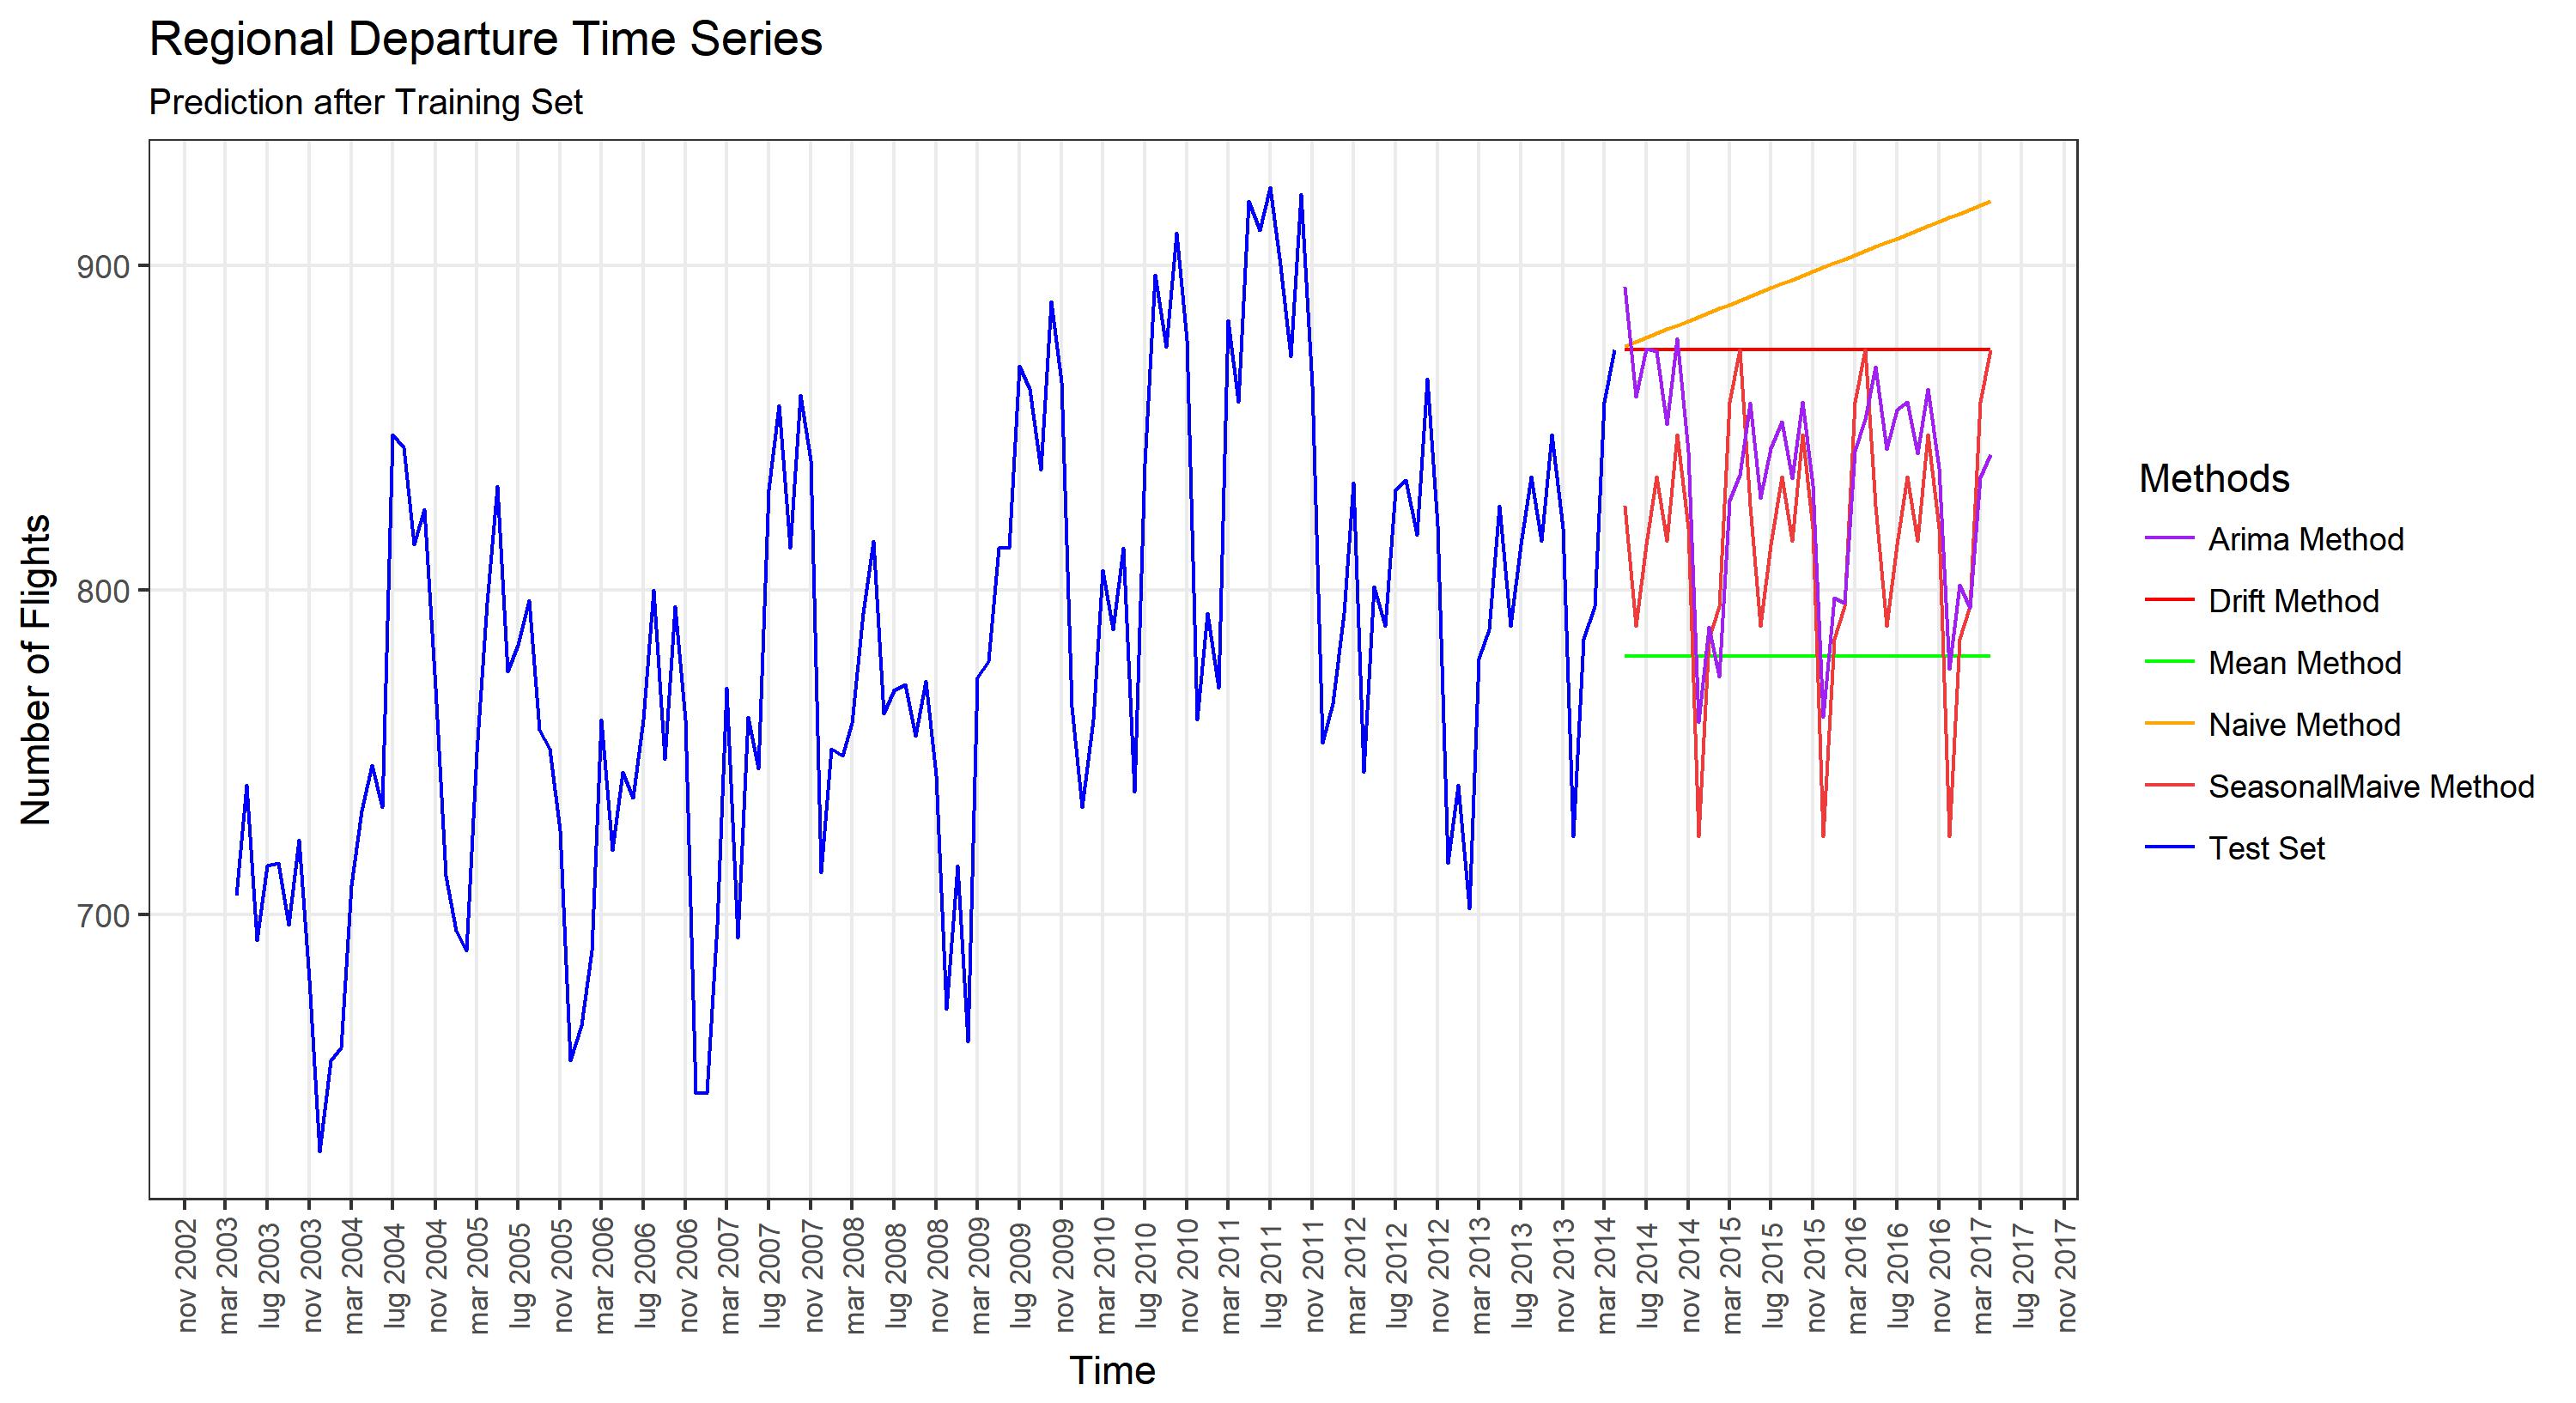 Regional Departure Time Series
Prediction after Training Set
Number of Flights
900
800
700
nov 2002
mar 2003
lug 2003
nov 2003
mar 2004
lug 2004
nov 2004
mar 2005
lug 2005
nov 2005
mar 2006
lug 2006
nov 2006
mar 2007
lug 2007
nov 2007
mar 2008
lug 2008
nov 2008
mar 2009
lug 2009
nov 2009
mar 2010
lug 2010
nov 2010
mar 2011
lug 2011
nov 2011
mar 2012
lug 2012
nov 2012
mar 2013
lug 2013
nov 2013
mar 2014
lug 2014
nov 2014
mar 2015
lug 2015
nov 2015
mar 2016
lug 2016
nov 2016
mar 2017
lug 2017
nov 2017
Time
Methods
Arima Method
Drift Method
Mean Method
Naive Method
SeasonalMaive Method
Test Set